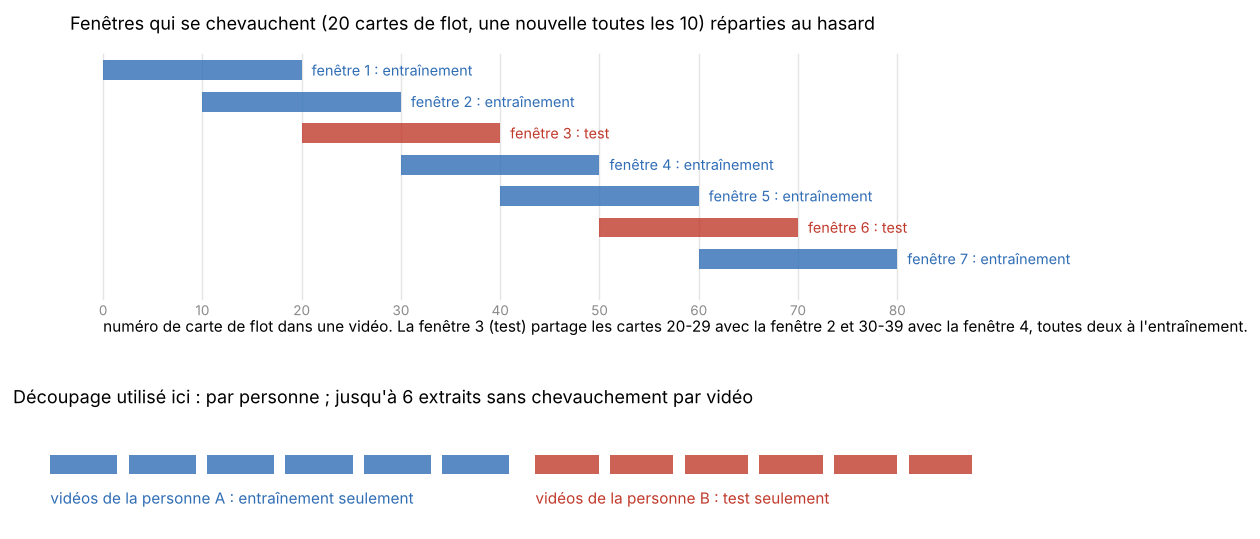 Fenêtres qui se chevauchent (20 cartes de flot, une nouvelle toutes les 10) réparties au hasard
fenêtre 1 : entraînement
fenêtre 2 : entraînement
fenêtre 3 : test
fenêtre 4 : entraînement
fenêtre 5 : entraînement
fenêtre 6 : test
fenêtre 7 : entraînement
0 10 20 30 40 50 60 70 80
numéro de carte de flot dans une vidéo. La fenêtre 3 (test) partage les cartes 20-29 avec la fenêtre 2 et 30-39 avec la fenêtre 4, toutes deux à l'entraînement.
Découpage utilisé ici : par personne ; jusqu'à 6 extraits sans chevauchement par vidéo
vidéos de la personne A : entraînement seulement
vidéos de la personne B : test seulement